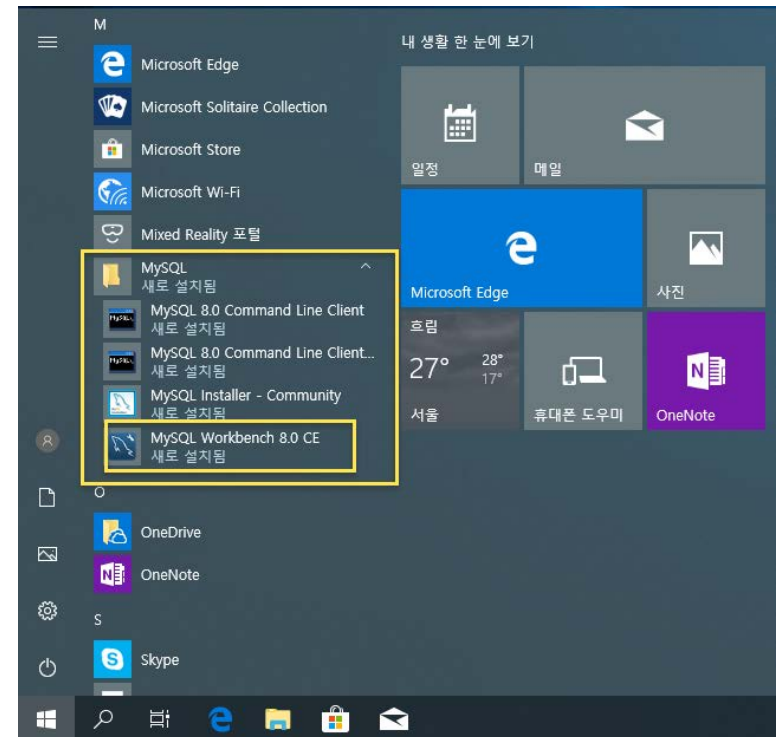 M
Microsoft Edge
Microsoft Solitaire Collection
Microsoft Store
Microsoft Wi-Fi
Mixed Reality 포털
MySQL
새로 설치됨
MySQL 8.0 Command Line Client
새로 설치됨
MySQL 8.0 Command Line Client...
새로 설치됨
MySQL Installer - Community
새로 설치됨
MySQL Workbench 8.0 CE
새로 설치됨
O
OneDrive
OneNote
S
Skype
내 생활 한 눈에 보기
일정
메일
Microsoft Edge
사진
흐림
27° 28°
17°
서울
휴대폰 도우미
OneNote